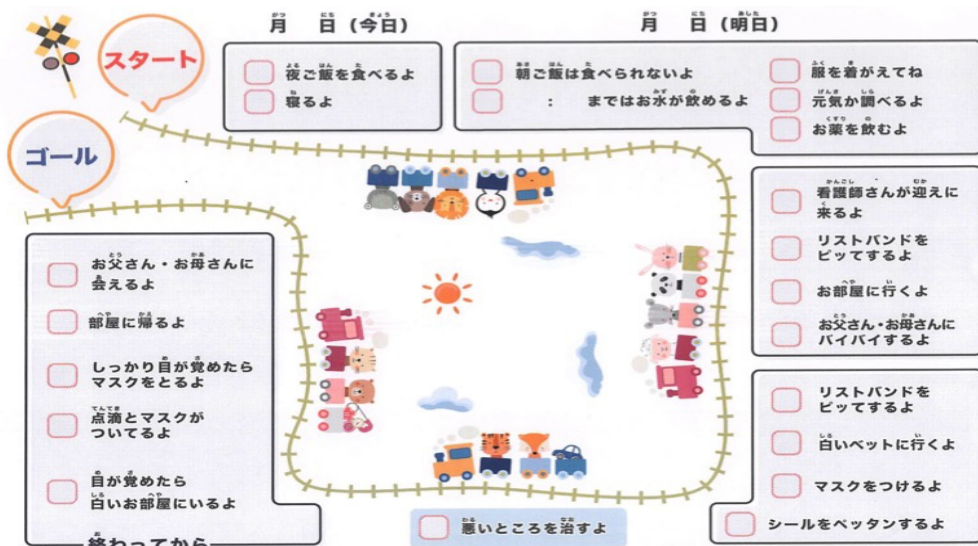 月 日 (今日)
月 日 (明日)
スタート
ゴール
夜ご飯を食べるよ
寝るよ
朝ご飯は食べられないよ
： まではお水が飲めるよ
服を着がえてね
元気か調べるよ
お薬を飲むよ
看護師さんが迎えに
来るよ
リストバンドを
ピッてするよ
お部屋に行くよ
お父さん・お母さんに
バイバイするよ
リストバンドを
ピッてするよ
白いベットに行くよ
マスクをつけるよ
シールをペッタンするよ
悪いところを治すよ
お父さん・お母さんに
会えるよ
部屋に帰るよ
しっかり目が覚めたら
マスクをとるよ
点滴とマスクが
ついてるよ
目が覚めたら
白いお部屋にいるよ
終わってから